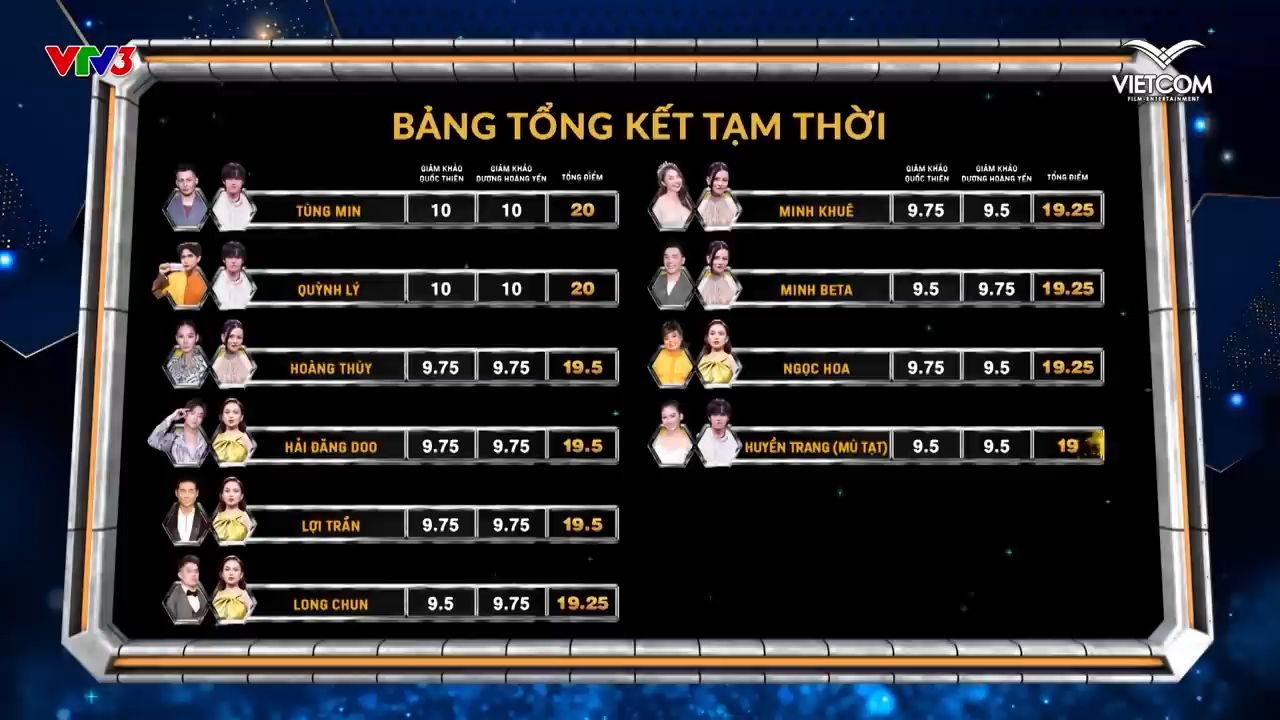 VTV3
VIETCOM
FILM-ENTERTAINMENT
BẢNG TỔNG KẾT TẠM THỜI
GIÁM KHẢO QUỐC THIÊN GIÁM KHẢO DƯƠNG HOÀNG YẾN TỔNG ĐIỂM
TÙNG MIN 10 10 20
QUỲNH LÝ 10 10 20
HOÀNG THÙY 9.75 9.75 19.5
HẢI ĐĂNG DOO 9.75 9.75 19.5
LỢI TRẦN 9.75 9.75 19.5
LONG CHUN 9.5 9.75 19.25
GIÁM KHẢO QUỐC THIÊN GIÁM KHẢO DƯƠNG HOÀNG YẾN TỔNG ĐIỂM
MINH KHUÊ 9.75 9.5 19.25
MINH BETA 9.5 9.75 19.25
NGỌC HOA 9.75 9.5 19.25
HUYỀN TRANG (MÙ TẠT) 9.5 9.5 19